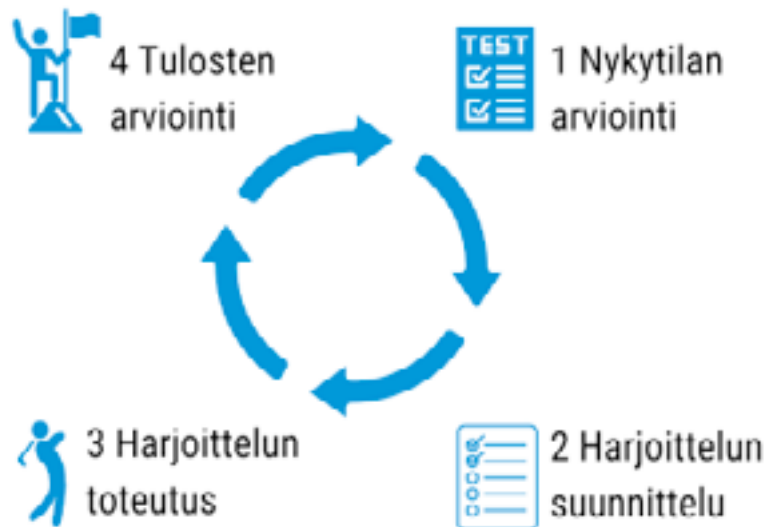 4 Tulosten
arviointi
TEST
1 Nykytilan
arviointi
3 Harjoittelun
toteutus
2 Harjoittelun
suunnittelu